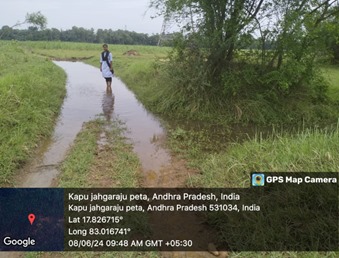 GPS Map Camera
Kapu jahgaraju peta, Andhra Pradesh, India
Kapu jahgaraju peta, Andhra Pradesh 531034, India
Lat 17.826715°
Long 83.016741°
08/06/24 09:48 AM GMT +05:30
Google